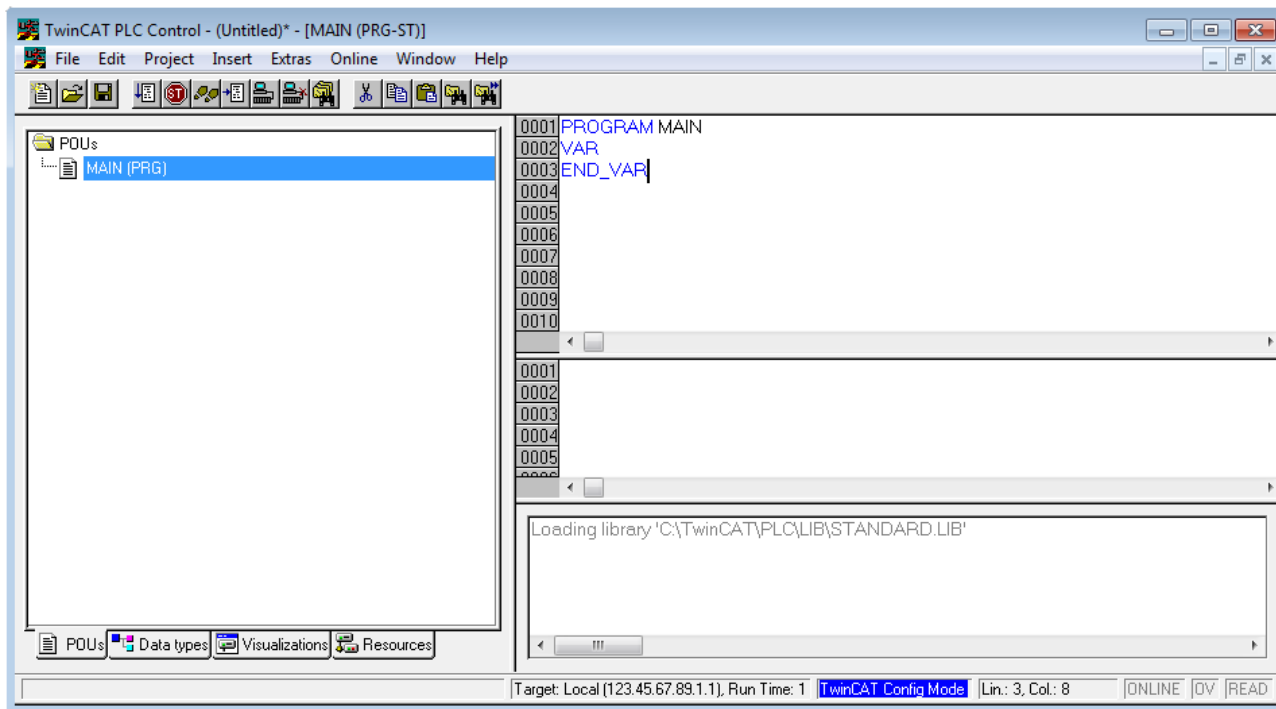 TwinCAT PLC Control - (Untitled)* - [MAIN (PRG-ST)]
File Edit Project Insert Extras Online Window Help
POUs
MAIN (PRG)
0001 PROGRAM MAIN
0002 VAR
0003 END_VAR
0004
0005
0006
0007
0008
0009
0010
0001
0002
0003
0004
0005
Loading library 'C:\TwinCAT\PLC\LIB\STANDARD.LIB'
POUs Data types Visualizations Resources
Target: Local (123.45.67.89.1.1), Run Time: 1 TwinCAT Config Mode Lin.: 3, Col.: 8 ONLINE OV READ